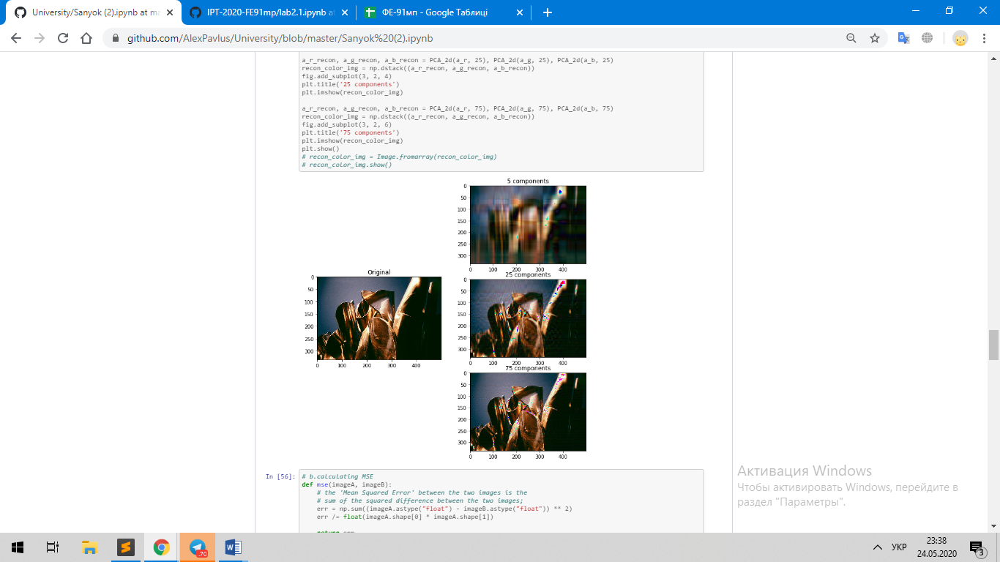 University/Sanyok (2).ipynb at ma
IPT-2020-FE91mp/lab2.1.ipynb at
ФЕ-91мп - Google Таблиці
github.com/AlexPavlus/University/blob/master/Sanyok%20(2).ipynb
a_r_recon, a_g_recon, a_b_recon = PCA_2d(a_r, 25), PCA_2d(a_g, 25), PCA_2d(a_b, 25)
recon_color_img = np.dstack((a_r_recon, a_g_recon, a_b_recon))
fig.add_subplot(3, 2, 4)
plt.title('25 components')
plt.imshow(recon_color_img)
a_r_recon, a_g_recon, a_b_recon = PCA_2d(a_r, 75), PCA_2d(a_g, 75), PCA_2d(a_b, 75)
recon_color_img = np.dstack((a_r_recon, a_g_recon, a_b_recon))
fig.add_subplot(3, 2, 6)
plt.title('75 components')
plt.imshow(recon_color_img)
plt.show()
# recon_color_img = Image.fromarray(recon_color_img)
# recon_color_img.show()
5 components
0
50
100
150
200
250
300
0 100 200 300 400
Original
0
50
100
150
200
250
300
0 100 200 300 400
25 components
0
50
100
150
200
250
300
0 100 200 300 400
75 components
0
50
100
150
200
250
300
0 100 200 300 400
In [56]:
# b.calculating MSE
def mse(imageA, imageB):
# the 'Mean Squared Error' between the two images is the
# sum of the squared difference between the two images;
err = np.sum((imageA.astype("float") - imageB.astype("float")) ** 2)
err /= float(imageA.shape[0] * imageA.shape[1])
return err
Активация Windows
Чтобы активировать Windows, перейдите в
раздел "Параметры".
.70
УКР
23:38
24.05.2020
3